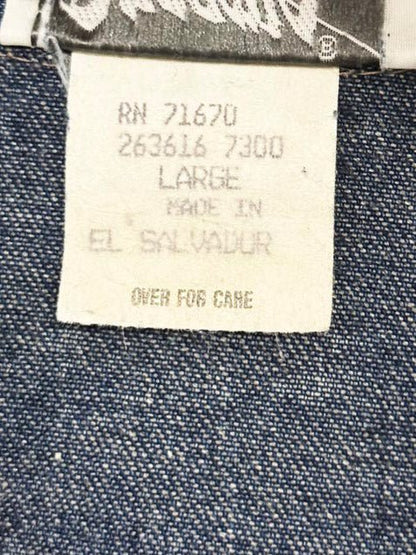 ®
RN 71670
263616 7300
LARGE
MADE IN
EL SALVADOR
OVER FOR CARE